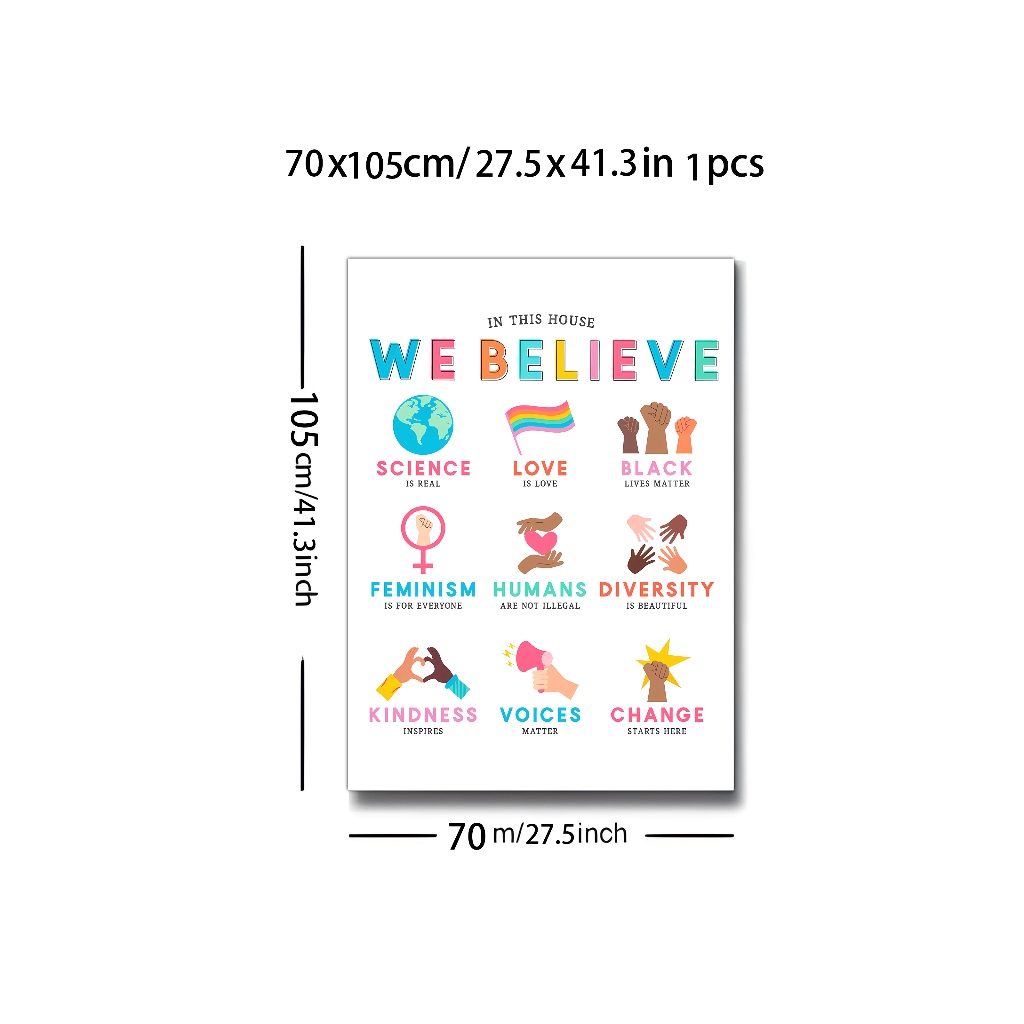 70x105cm/27.5x41.3in 1pcs
IN THIS HOUSE
WE BELIEVE
SCIENCE
IS REAL
LOVE
IS LOVE
BLACK
LIVES MATTER
FEMINISM
IS FOR EVERYONE
HUMANS
ARE NOT ILLEGAL
DIVERSITY
IS BEAUTIFUL
KINDNESS
INSPIRES
VOICES
MATTER
CHANGE
STARTS HERE
105cm/41.3inch
70 m/27.5inch